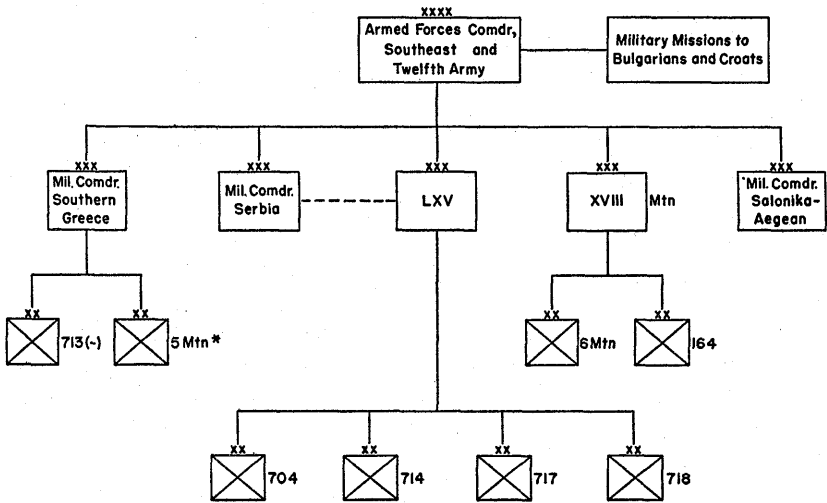 xxxx
Armed Forces Comdr,
Southeast and
Twelfth Army
Military Missions to
Bulgarians and Croats
xxx
Mil. Comdr.
Southern
Greece
xxx
Mil. Comdr.
Serbia
xxx
LXV
xxx
XVIII
Mtn
xxx
Mil. Comdr.
Salonika-
Aegean
xx
713(-)
xx
5 Mtn*
xx
6 Mtn
xx
164
xx
704
xx
714
xx
717
xx
718